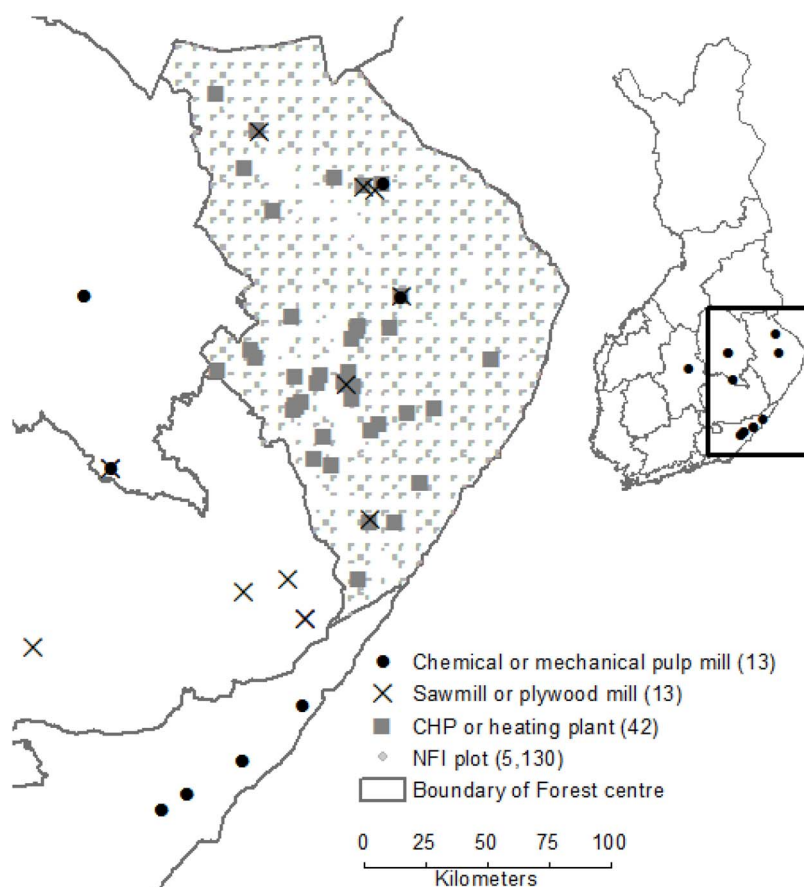 Chemical or mechanical pulp mill (13)
Sawmill or plywood mill (13)
CHP or heating plant (42)
NFI plot (5,130)
Boundary of Forest centre
0 25 50 75 100
Kilometers